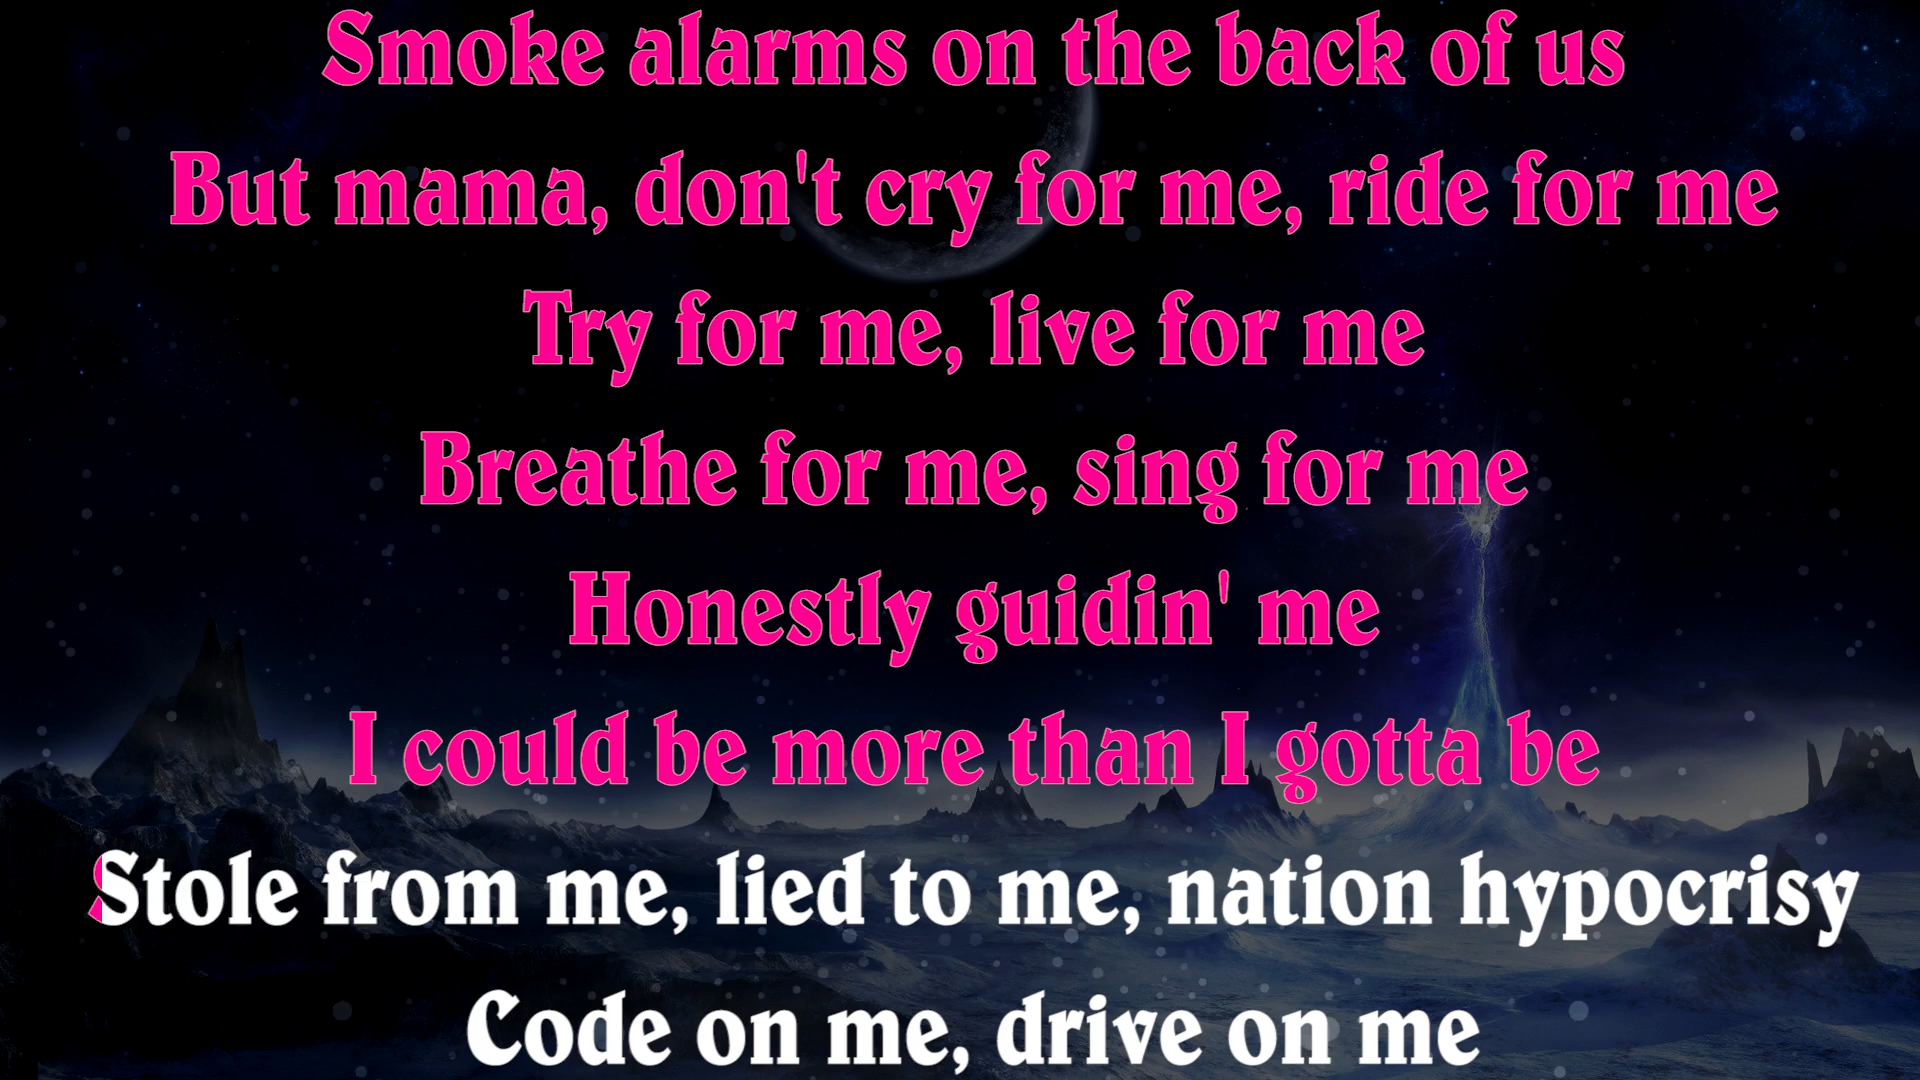 Smoke alarms on the back of us
But mama, don't cry for me, ride for me
Try for me, live for me
Breathe for me, sing for me
Honestly guidin' me
I could be more than I gotta be
Stole from me, lied to me, nation hypocrisy
Code on me, drive on me